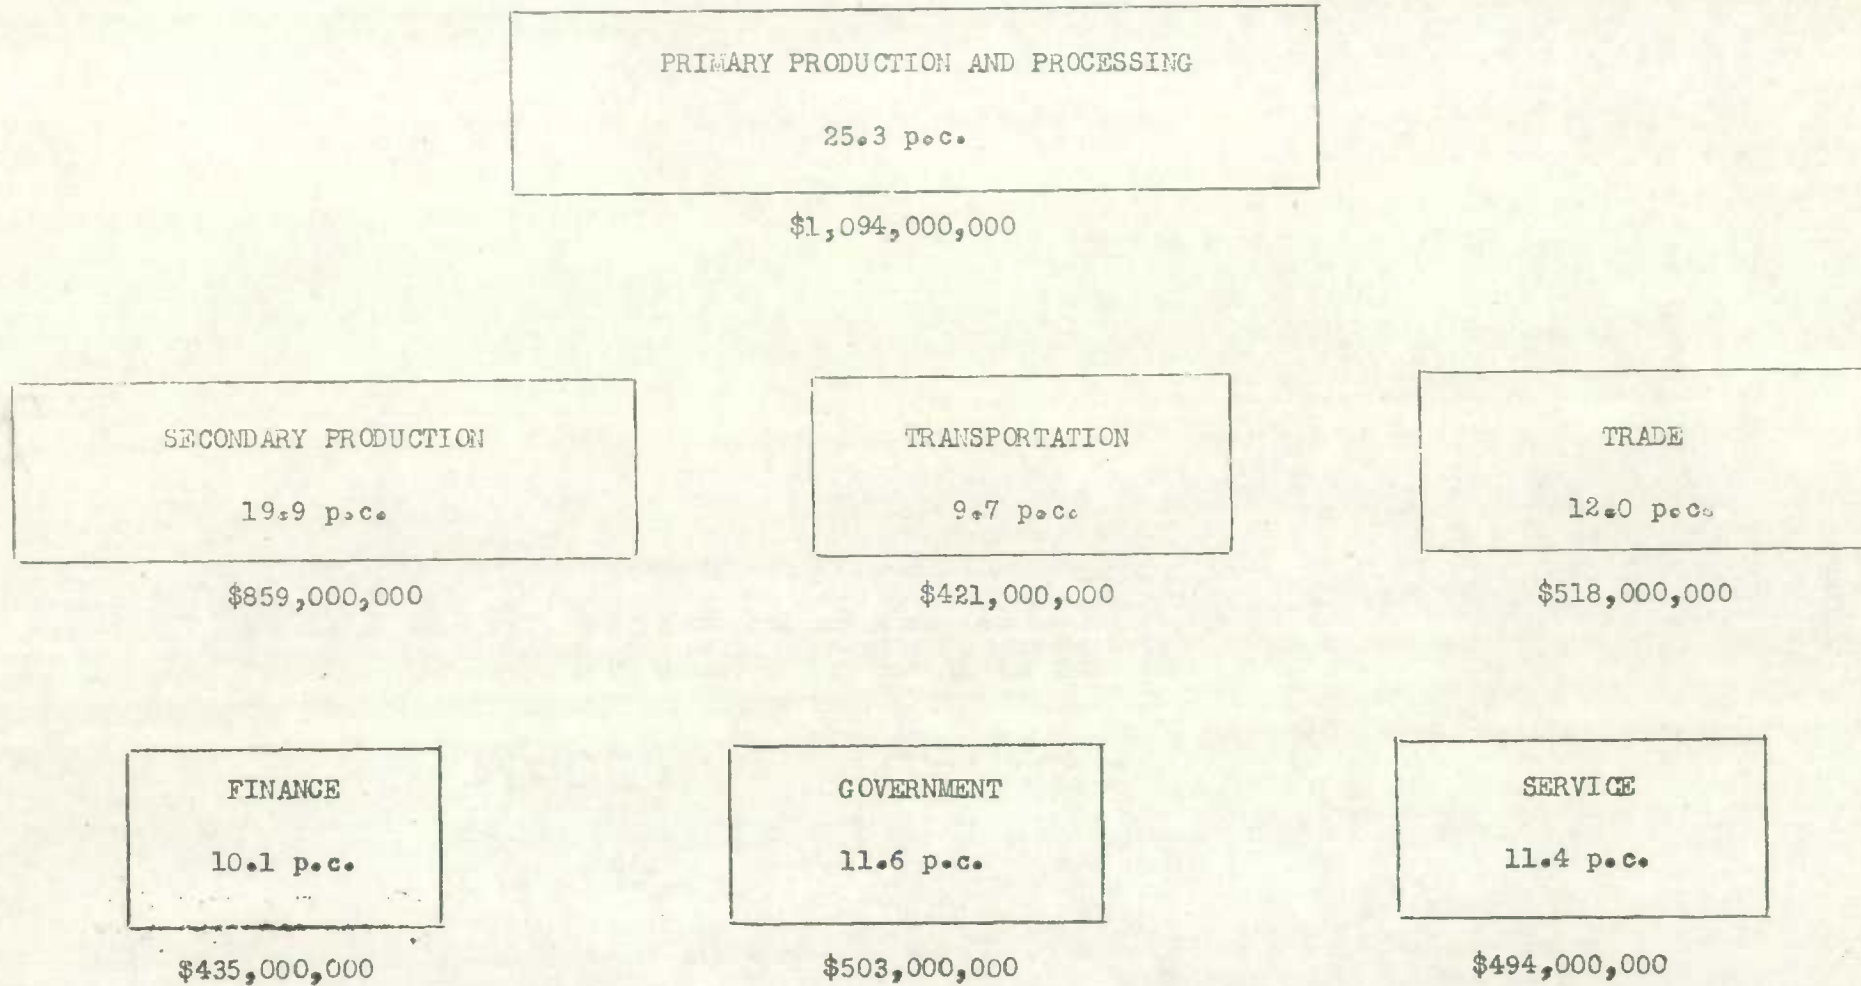 PRIMARY PRODUCTION AND PROCESSING
25.3 p.c.
$1,094,000,000
SECONDARY PRODUCTION
19.9 p.c.
$859,000,000
TRANSPORTATION
9.7 p.c.
$421,000,000
TRADE
12.0 p.c.
$518,000,000
FINANCE
10.1 p.c.
$435,000,000
GOVERNMENT
11.6 p.c.
$503,000,000
SERVICE
11.4 p.c.
$494,000,000